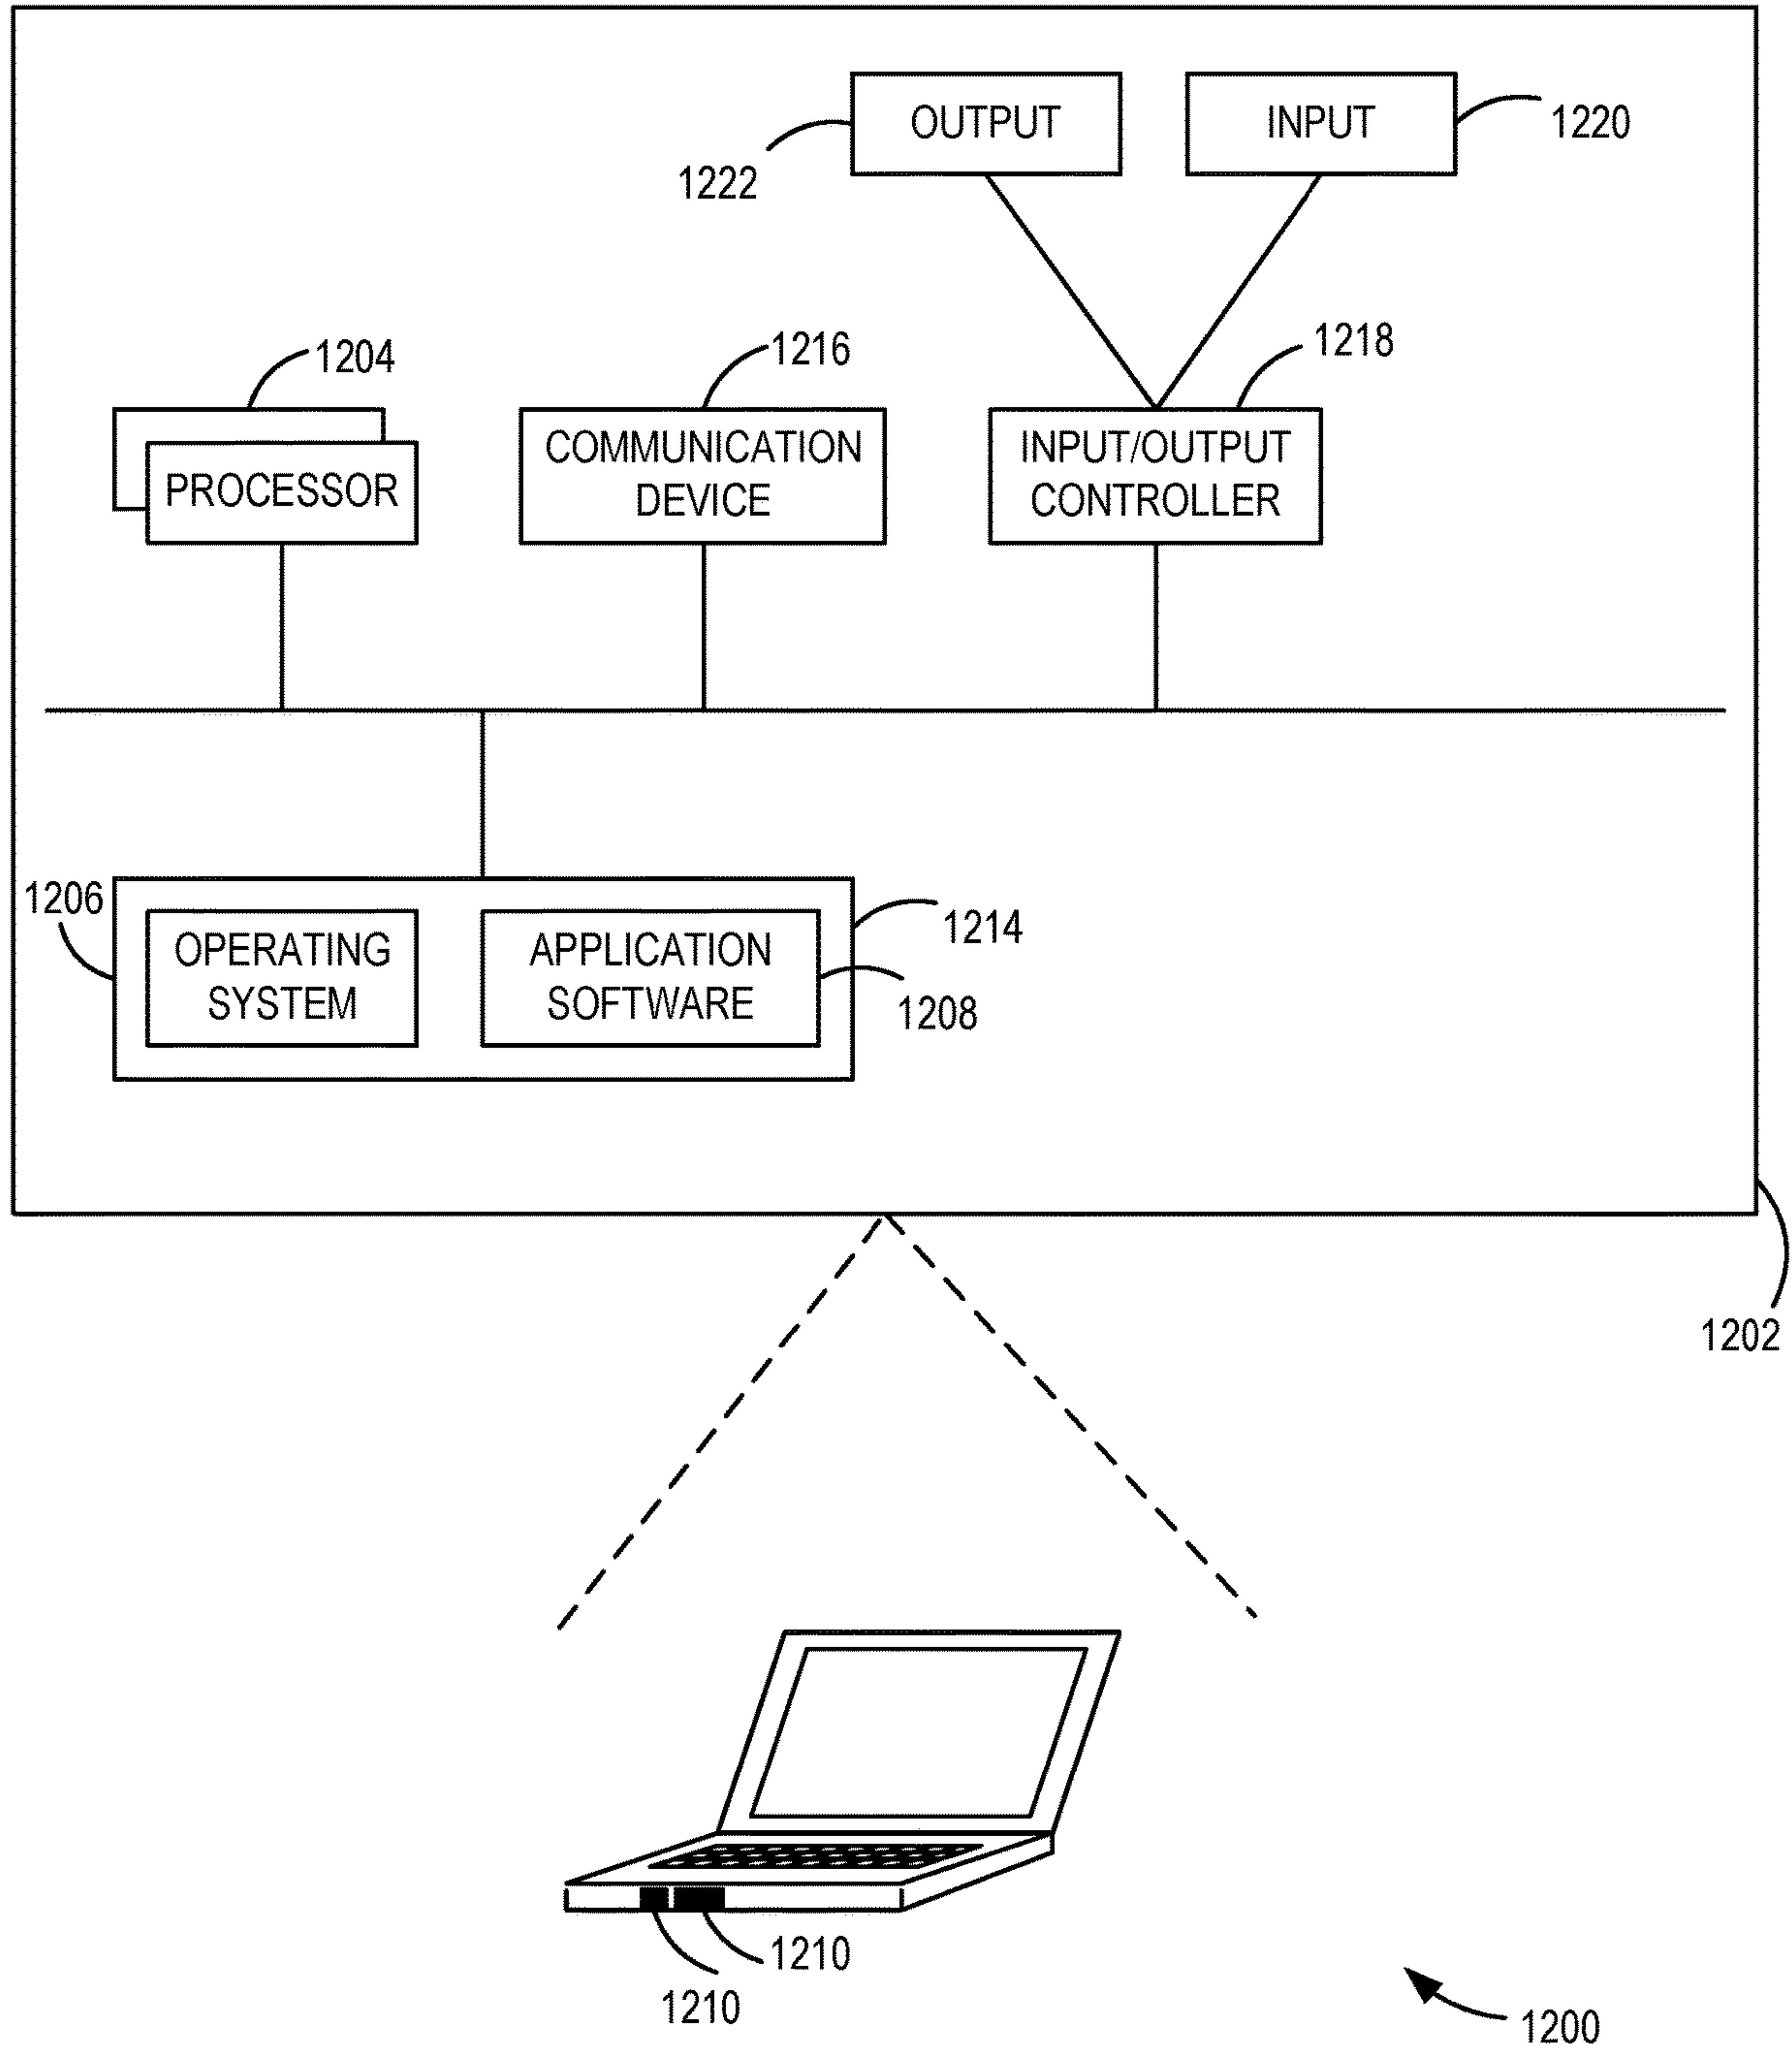 OUTPUT
INPUT
1220
1222
1204
1216
1218
PROCESSOR
COMMUNICATION
DEVICE
INPUT/OUTPUT
CONTROLLER
1206
OPERATING
SYSTEM
APPLICATION
SOFTWARE
1214
1208
1202
1210
1210
1200